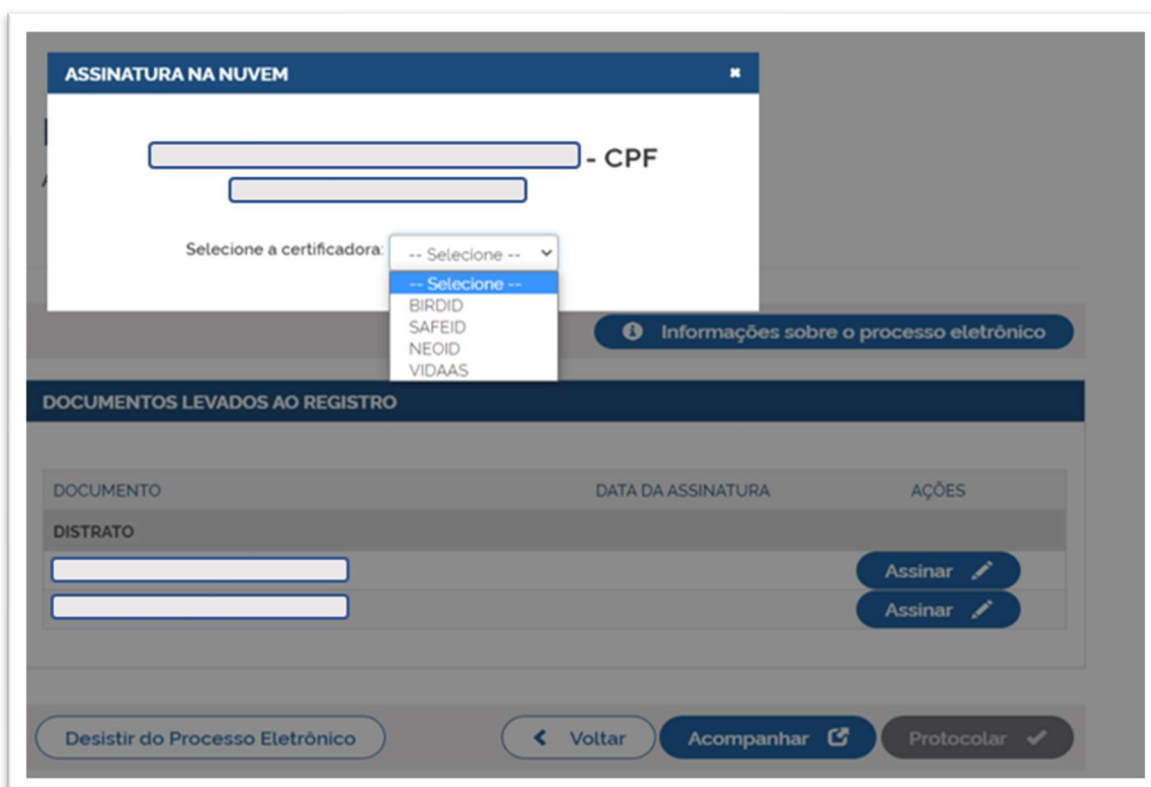 ASSINATURA NA NUVEM
- CPF
Selecione a certificadora: -- Selecione --
-- Selecione --
BIRDID
SAFEID
NEOID
VIDAAS
Informações sobre o processo eletrônico
DOCUMENTOS LEVADOS AO REGISTRO
DOCUMENTO DATA DA ASSINATURA AÇÕES
DISTRATO
Assinar
Assinar
Desistir do Processo Eletrônico Voltar Acompanhar Protocolar